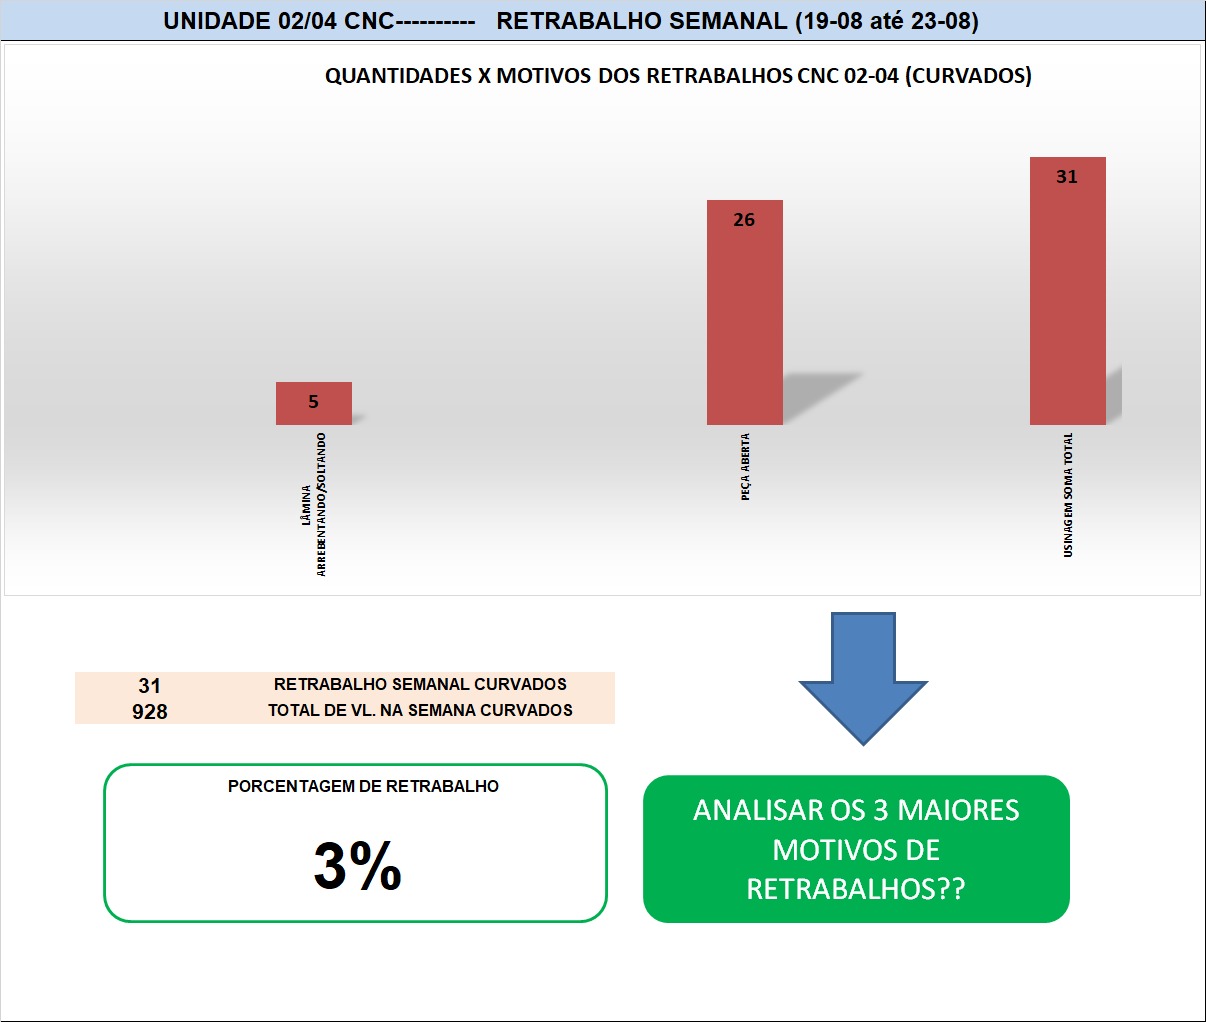 UNIDADE 02/04 CNC---------- RETRABALHO SEMANAL (19-08 até 23-08)
QUANTIDADES X MOTIVOS DOS RETRABALHOS CNC 02-04 (CURVADOS)
5
26
31
LÂMINA
ARREBENTANDO/SOLTANDO
PEÇA ABERTA
USINAGEM SOMA TOTAL
31 RETRABALHO SEMANAL CURVADOS
928 TOTAL DE VL. NA SEMANA CURVADOS
PORCENTAGEM DE RETRABALHO
3%
ANALISAR OS 3 MAIORES
MOTIVOS DE
RETRABALHOS??